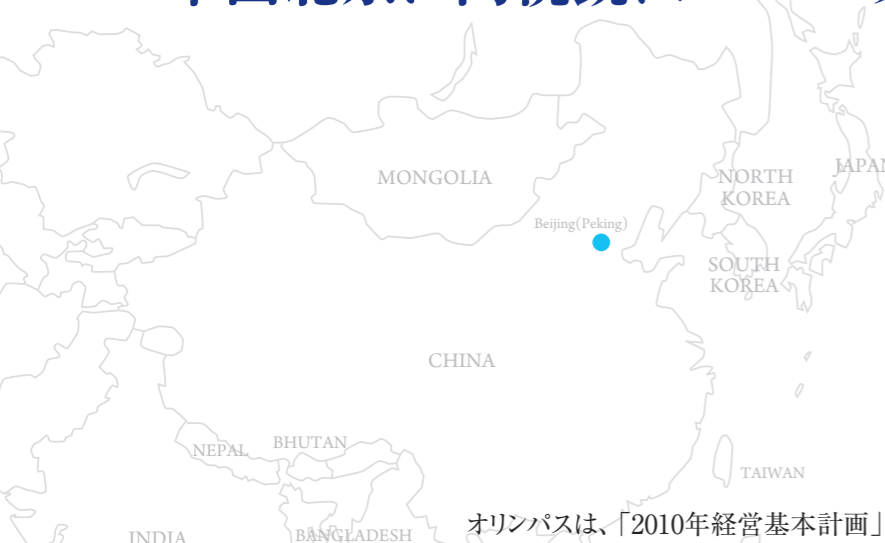 MONGOLIA
NORTH
KOREA
JAPAN
Beijing(Peking)
SOUTH
KOREA
CHINA
NEPAL
BHUTAN
TAIWAN
INDIA
BANGLADESH
オリンパスは、「2010年経営基本計画」